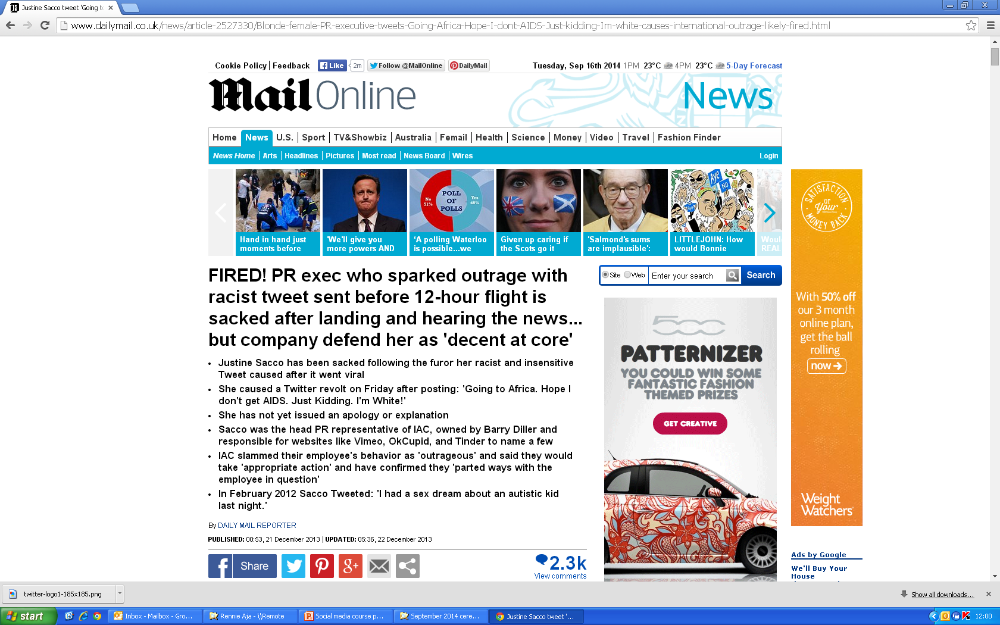 Justine Sacco tweet 'Going to
www.dailymail.co.uk/news/article-2527330/Blonde-female-PR-executive-tweets-Going-Africa-Hope-I-dont-AIDS-Just-kidding-Im-white-causes-international-outrage-likely-fired.html
Cookie Policy | Feedback Like 2m Follow @MailOnline DailyMail Tuesday, Sep 16th 2014 1PM 23°C 4PM 23°C 5-Day Forecast
Mail Online News
Home News U.S. Sport TV&Showbiz Australia Femail Health Science Money Video Travel Fashion Finder
News Home Arts Headlines Pictures Most read News Board Wires Login
No 51% POLL OF POLLS Yes 49%
Aye NO
Hand in hand just
moments before
'We'll give you
more powers AND
'A polling Waterloo
is possible...we
Given up caring if
the Scots go it
'Salmond's sums
are implausible':
LITTLEJOHN: How
would Bonnie
Woul
REAL
FIRED! PR exec who sparked outrage with
racist tweet sent before 12-hour flight is
sacked after landing and hearing the news...
but company defend her as 'decent at core'
• Justine Sacco has been sacked following the furor her racist and insensitive
Tweet caused after it went viral
• She caused a Twitter revolt on Friday after posting: 'Going to Africa. Hope I
don't get AIDS. Just Kidding. I'm White!'
• She has not yet issued an apology or explanation
• Sacco was the head PR representative of IAC, owned by Barry Diller and
responsible for websites like Vimeo, OkCupid, and Tinder to name a few
• IAC slammed their employee's behavior as 'outrageous' and said they would
take 'appropriate action' and have confirmed they 'parted ways with the
employee in question'
• In February 2012 Sacco Tweeted: 'I had a sex dream about an autistic kid
last night.'
By DAILY MAIL REPORTER
PUBLISHED: 00:53, 21 December 2013 | UPDATED: 05:36, 22 December 2013
Share
2.3k
View comments
Site Web Enter your search Search
500
PATTERNIZER
YOU COULD WIN SOME
FANTASTIC FASHION
THEMED PRIZES
GET CREATIVE
SATISFACTION
or
Your
MONEY BACK
With 50% off
our 3 month
online plan,
get the ball
rolling
now
Weight
Watchers
Ads by Google
We'll Buy Your
House
twitter-logo1-185x185.png Show all downloads...
start Inbox - Mailbox - Gro... Rennie Aja - \\Remote Social media course p... September 2014 cere... Justine Sacco tweet '... 12:00